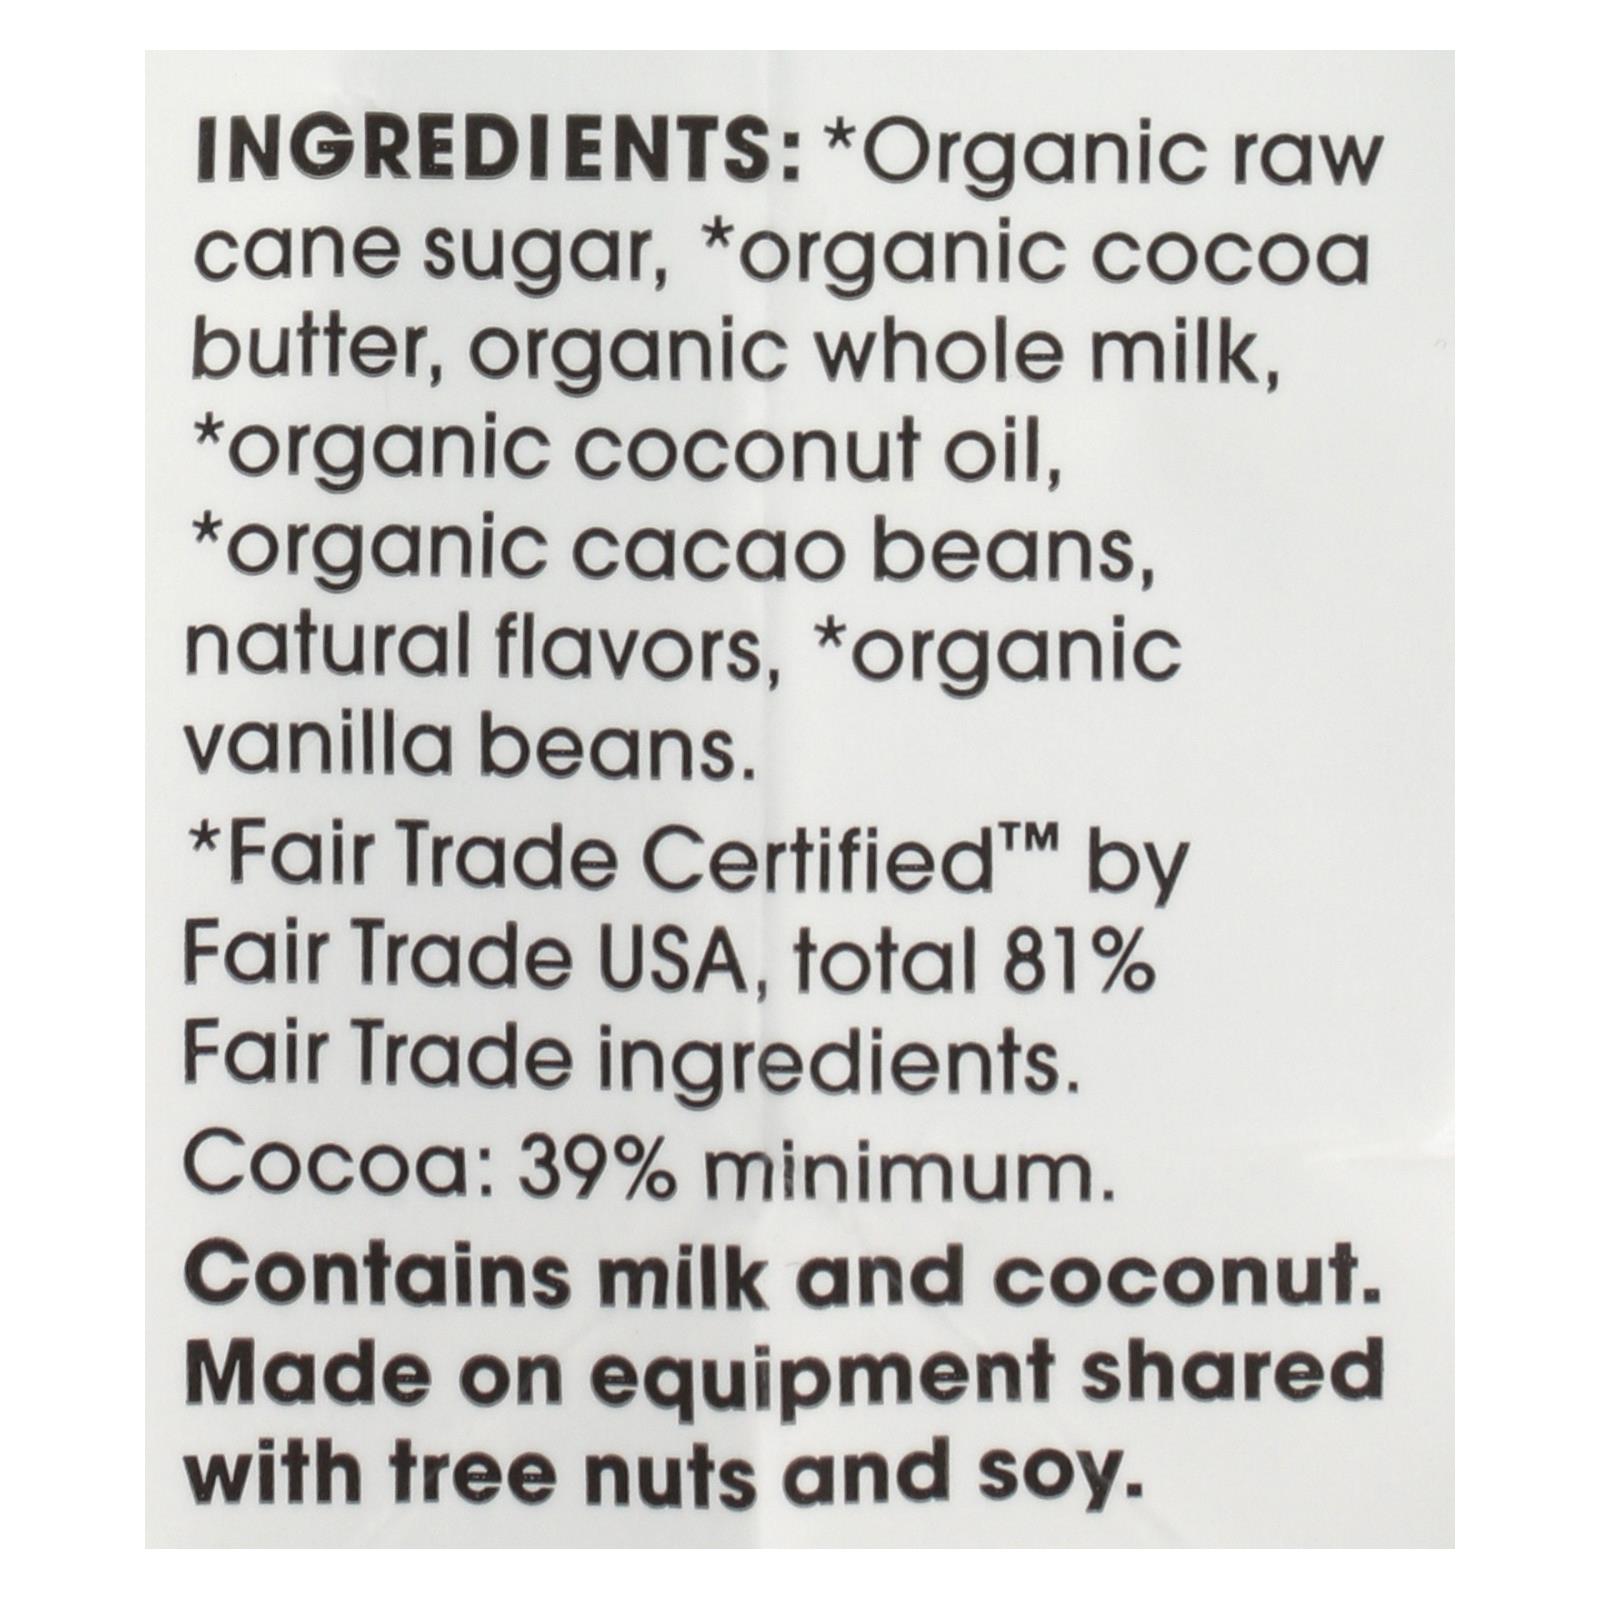 INGREDIENTS: *Organic raw
cane sugar, *organic cocoa
butter, organic whole milk,
*organic coconut oil,
*organic cacao beans,
natural flavors, *organic
vanilla beans.
*Fair Trade Certified™ by
Fair Trade USA, total 81%
Fair Trade ingredients.
Cocoa: 39% minimum.
Contains milk and coconut.
Made on equipment shared
with tree nuts and soy.